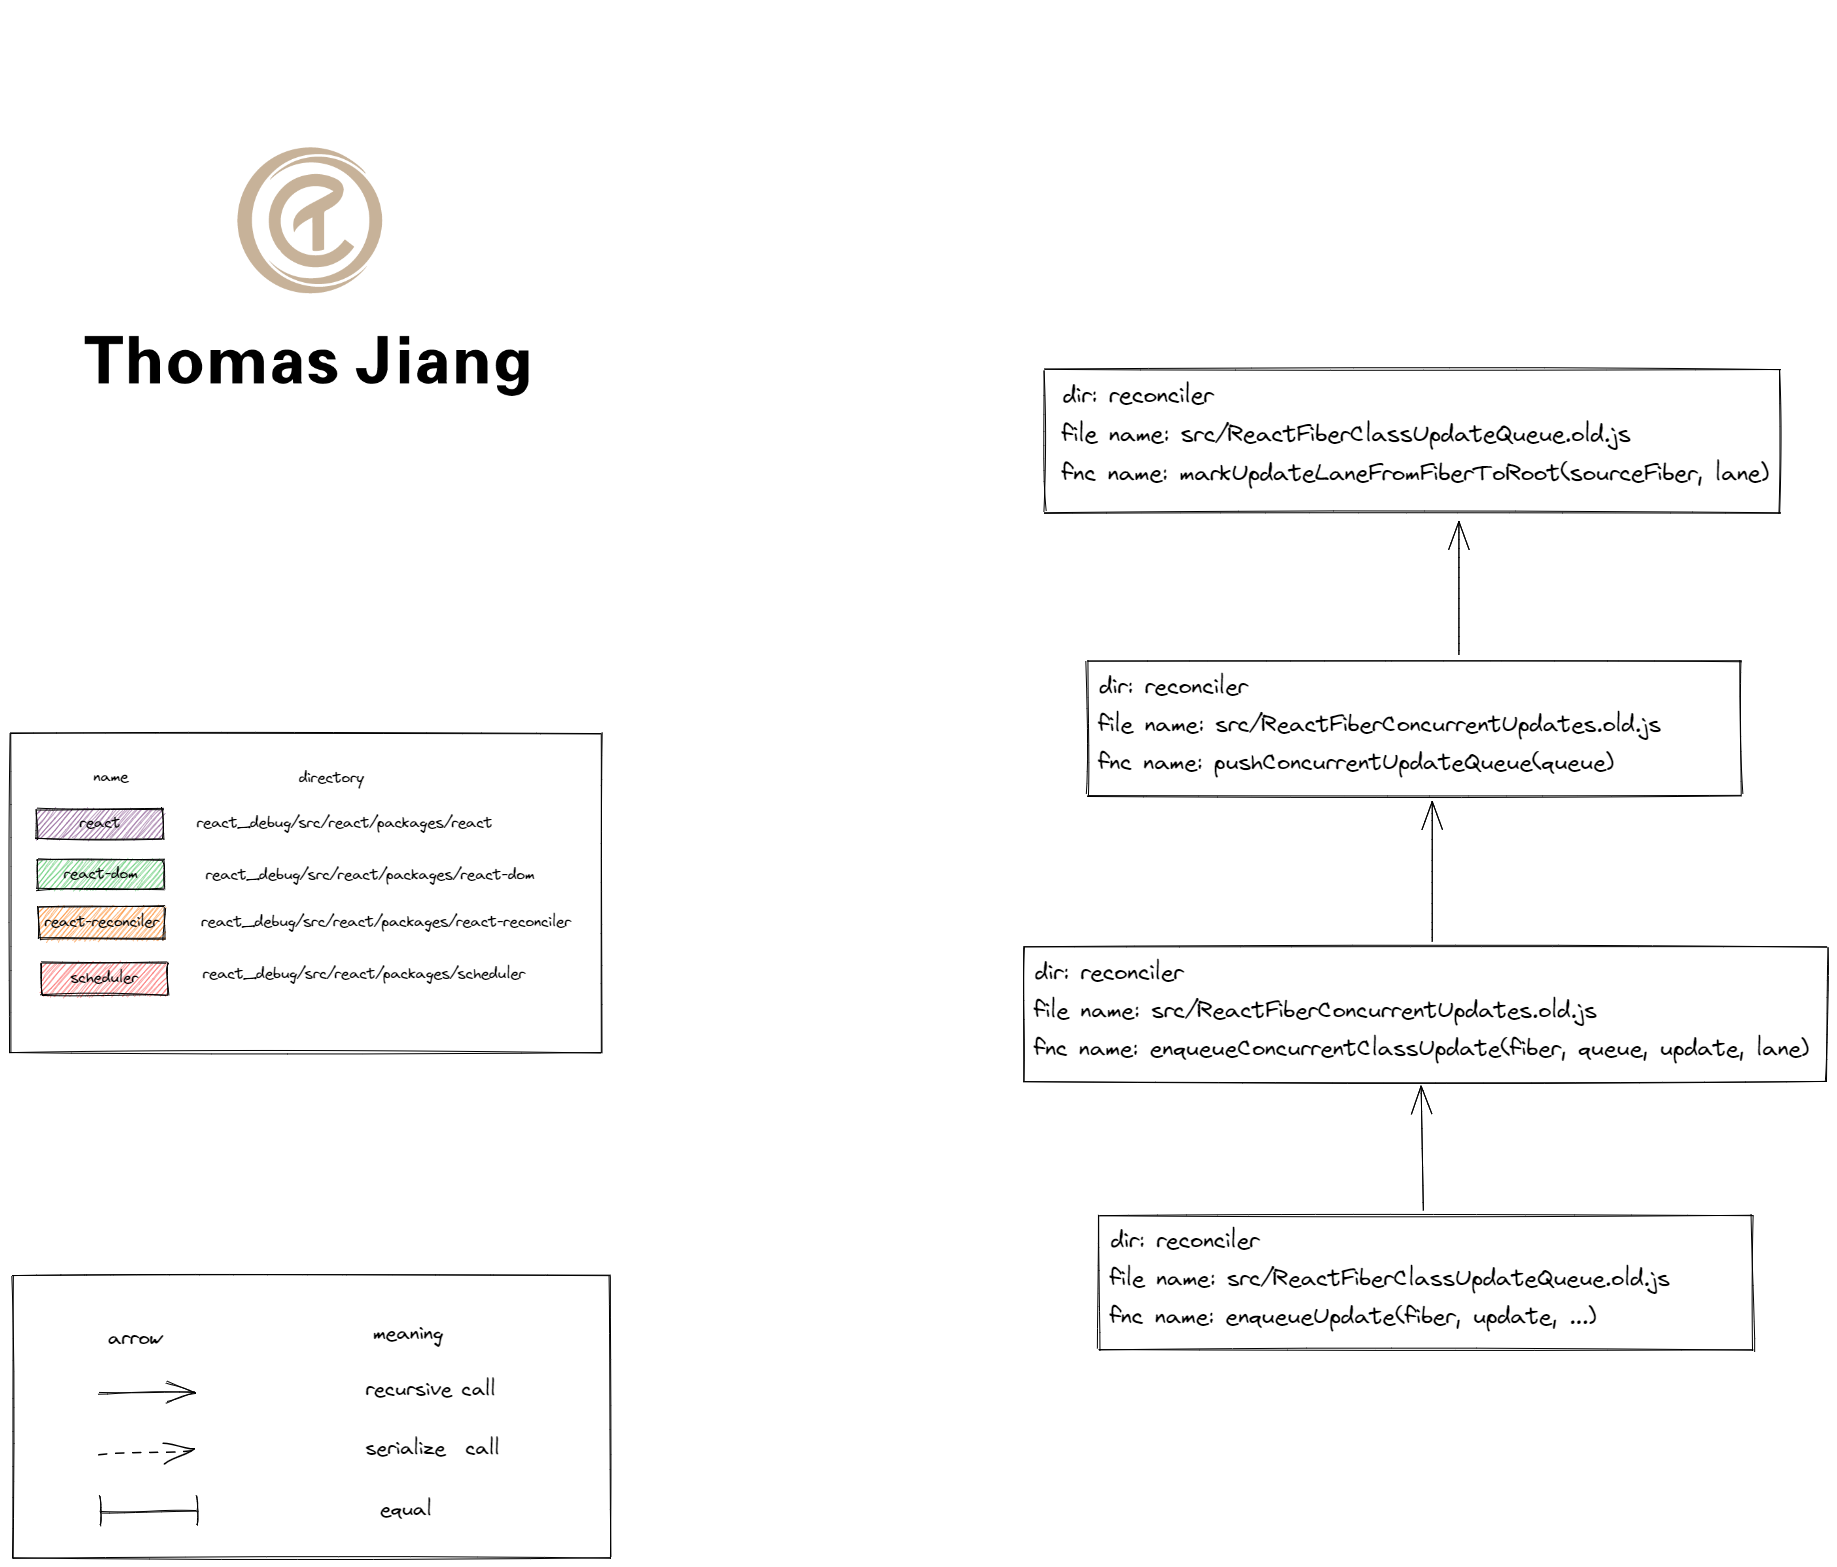 Thomas Jiang
name directory
react react_debug/src/react/packages/react
react-dom react_debug/src/react/packages/react-dom
react-reconciler react_debug/src/react/packages/react-reconciler
scheduler react_debug/src/react/packages/scheduler
arrow meaning
recursive call
serialize call
equal
dir: reconciler
file name: src/ReactFiberClassUpdateQueue.old.js
fnc name: markUpdateLaneFromFiberToRoot(sourceFiber, lane)
dir: reconciler
file name: src/ReactFiberConcurrentUpdates.old.js
fnc name: pushConcurrentUpdateQueue(queue)
dir: reconciler
file name: src/ReactFiberConcurrentUpdates.old.js
fnc name: enqueueConcurrentClassUpdate(fiber, queue, update, lane)
dir: reconciler
file name: src/ReactFiberClassUpdateQueue.old.js
fnc name: enqueueUpdate(fiber, update, ...)